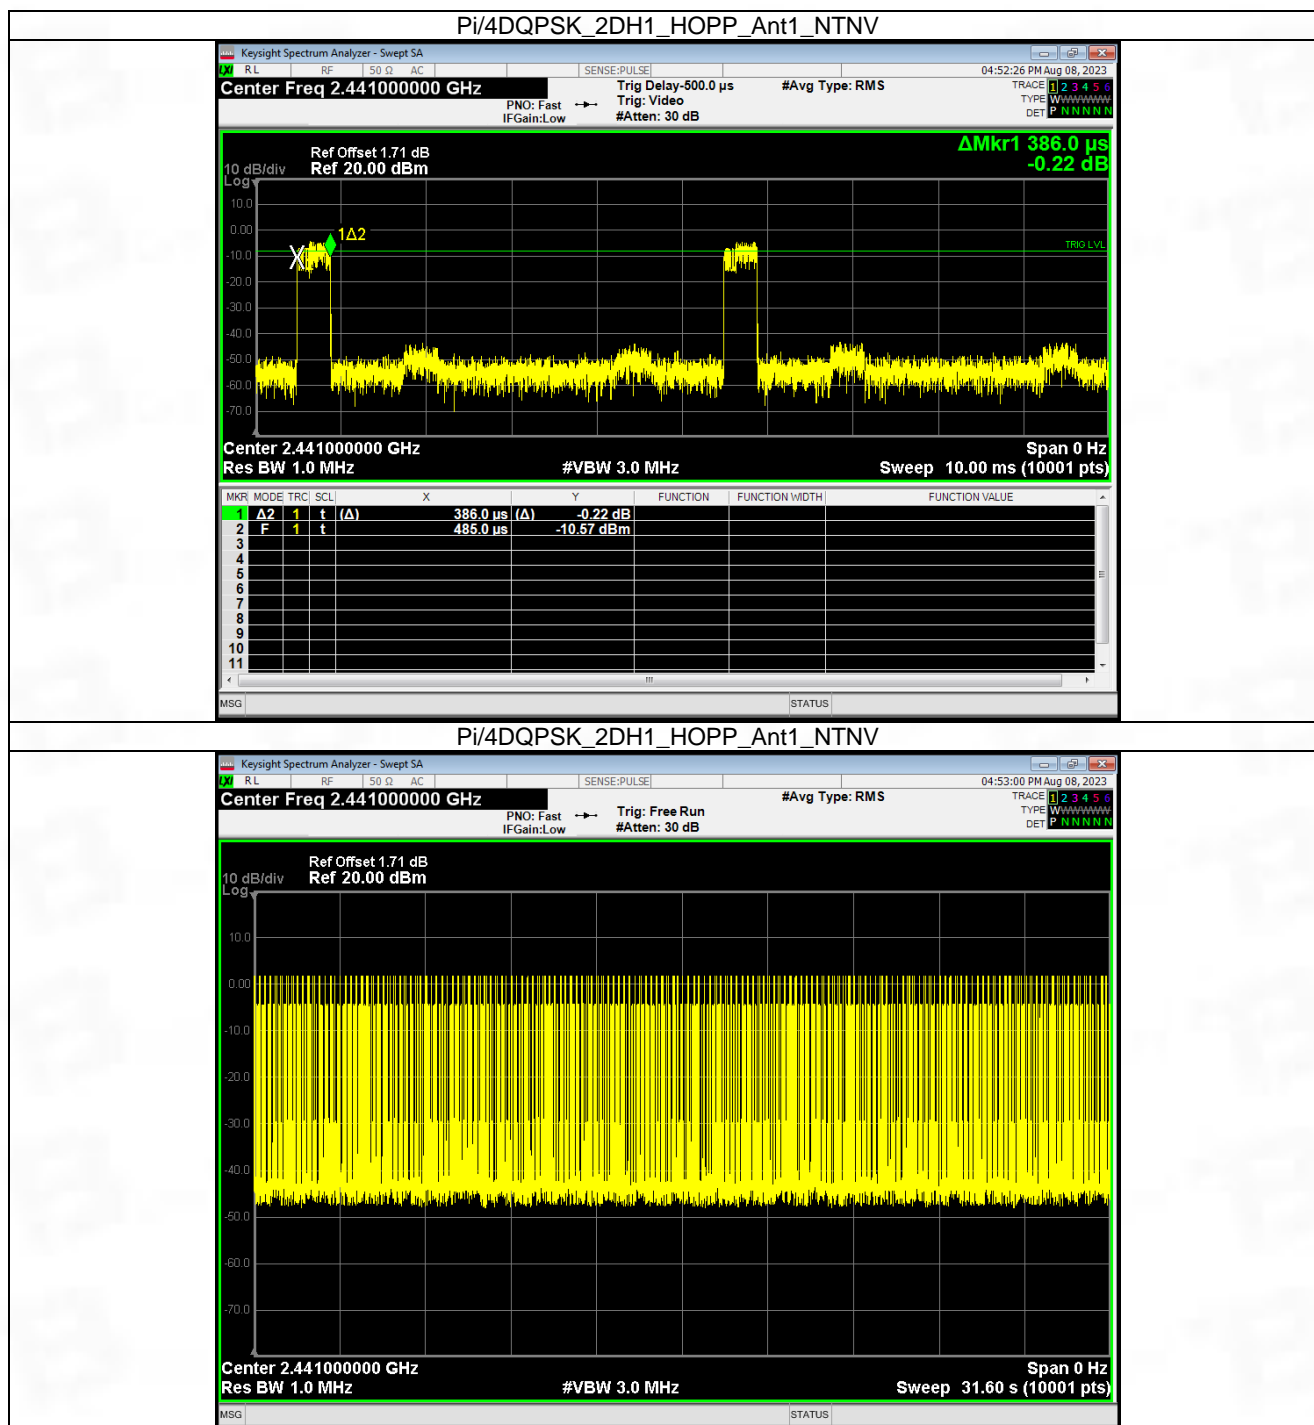 Pi/4DQPSK_2DH1_HOPP_Ant1_NTNV
Keysight Spectrum Analyzer - Swept SA
LXI RL RF 50 Ω AC SENSE:PULSE 04:52:26 PM Aug 08, 2023
Center Freq 2.441000000 GHz
PNO: Fast
IFGain:Low
Trig Delay-500.0 µs
Trig: Video
#Atten: 30 dB
#Avg Type: RMS
TRACE 1 2 3 4 5 6
TYPE WWWWWWW
DET P N N N N N
ΔMkr1 386.0 µs
-0.22 dB
Ref Offset 1.71 dB
10 dB/div Ref 20.00 dBm
Log
10.0
0.00
-10.0
-20.0
-30.0
-40.0
-50.0
-60.0
-70.0
1Δ2
TRIG LVL
X
Center 2.441000000 GHz Span 0 Hz
Res BW 1.0 MHz #VBW 3.0 MHz Sweep 10.00 ms (10001 pts)
MKR MODE TRC SCL X Y FUNCTION FUNCTION WIDTH FUNCTION VALUE
1 Δ2 1 t (Δ) 386.0 µs (Δ) -0.22 dB
2 F 1 t 485.0 µs -10.57 dBm
3
4
5
6
7
8
9
10
11
MSG STATUS
Pi/4DQPSK_2DH1_HOPP_Ant1_NTNV
Keysight Spectrum Analyzer - Swept SA
LXI RL RF 50 Ω AC SENSE:PULSE 04:53:00 PM Aug 08, 2023
Center Freq 2.441000000 GHz
PNO: Fast
IFGain:Low
Trig: Free Run
#Atten: 30 dB
#Avg Type: RMS
TRACE 1 2 3 4 5 6
TYPE WWWWWWW
DET P N N N N N
Ref Offset 1.71 dB
10 dB/div Ref 20.00 dBm
Log
10.0
0.00
-10.0
-20.0
-30.0
-40.0
-50.0
-60.0
-70.0
Center 2.441000000 GHz Span 0 Hz
Res BW 1.0 MHz #VBW 3.0 MHz Sweep 31.60 s (10001 pts)
MSG STATUS